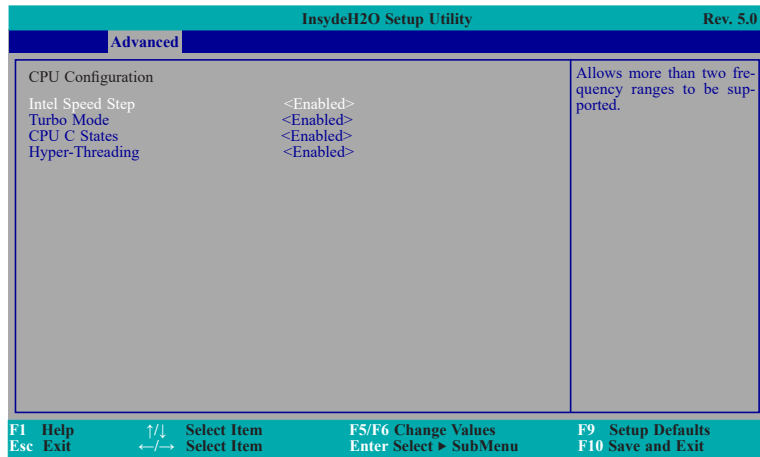 InsydeH2O Setup Utility Rev. 5.0
Advanced
CPU Configuration
Intel Speed Step <Enabled>
Turbo Mode <Enabled>
CPU C States <Enabled>
Hyper-Threading <Enabled>
Allows more than two fre-
quency ranges to be sup-
ported.
F1 Help ↑/↓ Select Item F5/F6 Change Values F9 Setup Defaults
Esc Exit ←/→ Select Item Enter Select ► SubMenu F10 Save and Exit